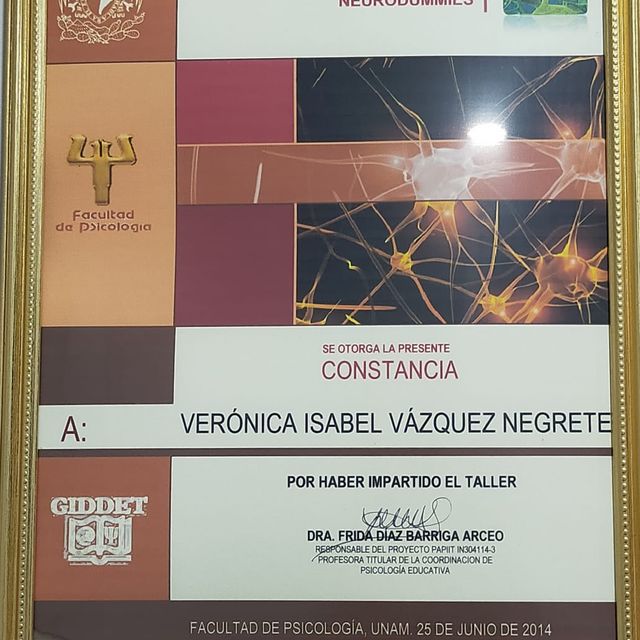 NEURODUMMIES
Facultad
de Psicología
SE OTORGA LA PRESENTE
CONSTANCIA
A: VERÓNICA ISABEL VÁZQUEZ NEGRETE
POR HABER IMPARTIDO EL TALLER
GIDDET
DRA. FRIDA DÍAZ BARRIGA ARCEO
RESPONSABLE DEL PROYECTO PAPIIT IN304114-3
PROFESORA TITULAR DE LA COORDINACION DE
PSICOLOGÍA EDUCATIVA
FACULTAD DE PSICOLOGÍA, UNAM. 25 DE JUNIO DE 2014